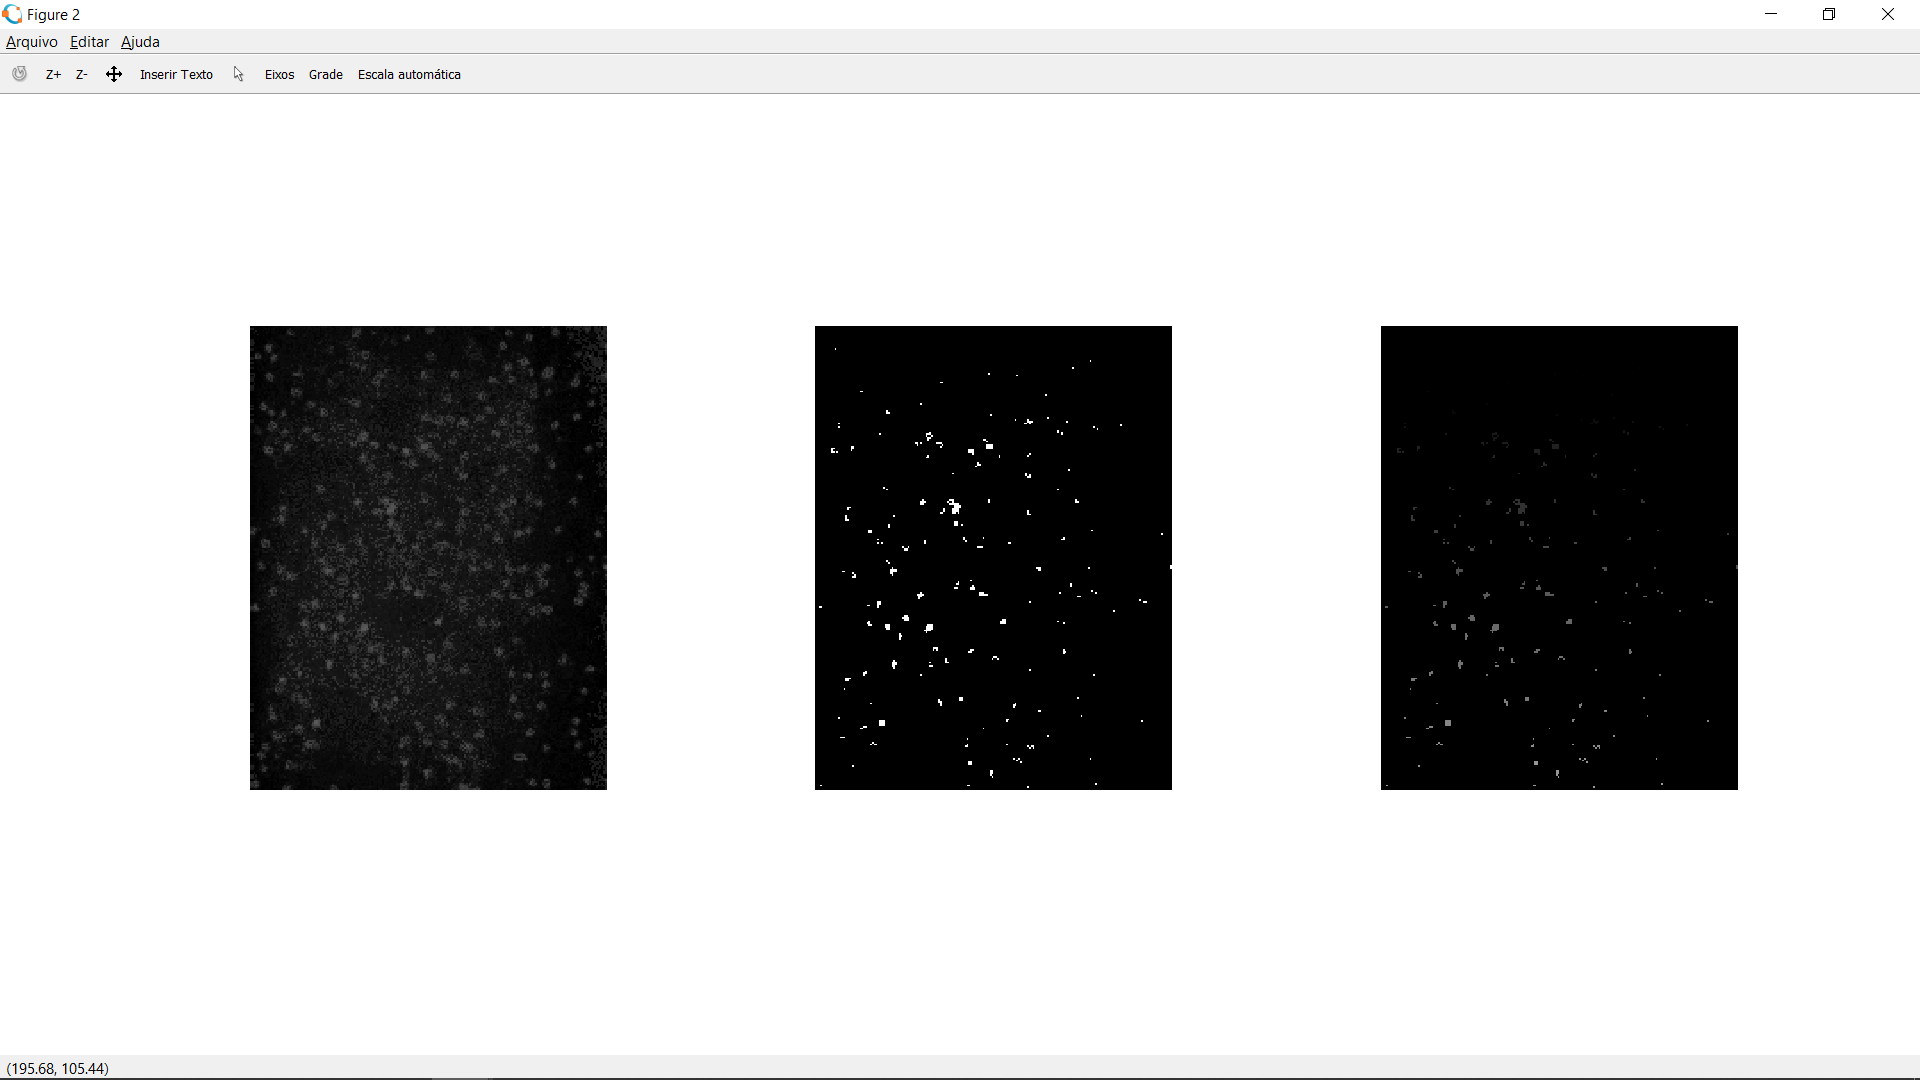 Figure 2
Arquivo Editar Ajuda
Z+ Z- Inserir Texto Eixos Grade Escala automática
(195.68, 105.44)